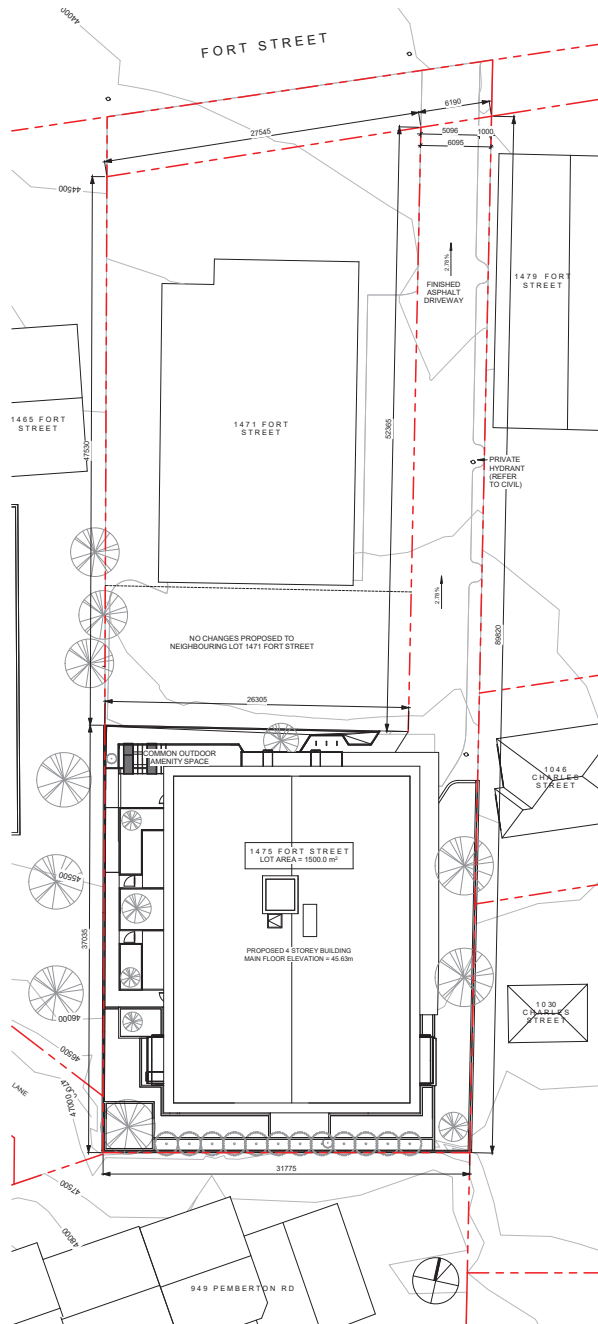 44000
FORT STREET
6190
27545
5096
1000
6095
44500
2.78%
1479 FORT
STREET
FINISHED
ASPHALT
DRIVEWAY
1465 FORT
STREET
1471 FORT
STREET
52365
47530
PRIVATE
HYDRANT
(REFER
TO CIVIL)
2.78%
89820
NO CHANGES PROPOSED TO
NEIGHBOURING LOT 1471 FORT STREET
26305
COMMON OUTDOOR
AMENITY SPACE
1046
CHARLES
STREET
1475 FORT STREET
LOT AREA = 1500.0 m²
45500
37035
PROPOSED 4 STOREY BUILDING
MAIN FLOOR ELEVATION = 45.63m
46000
1030
CHARLES
STREET
46500
LANE
47000
31775
47500
48000
949 PEMBERTON RD